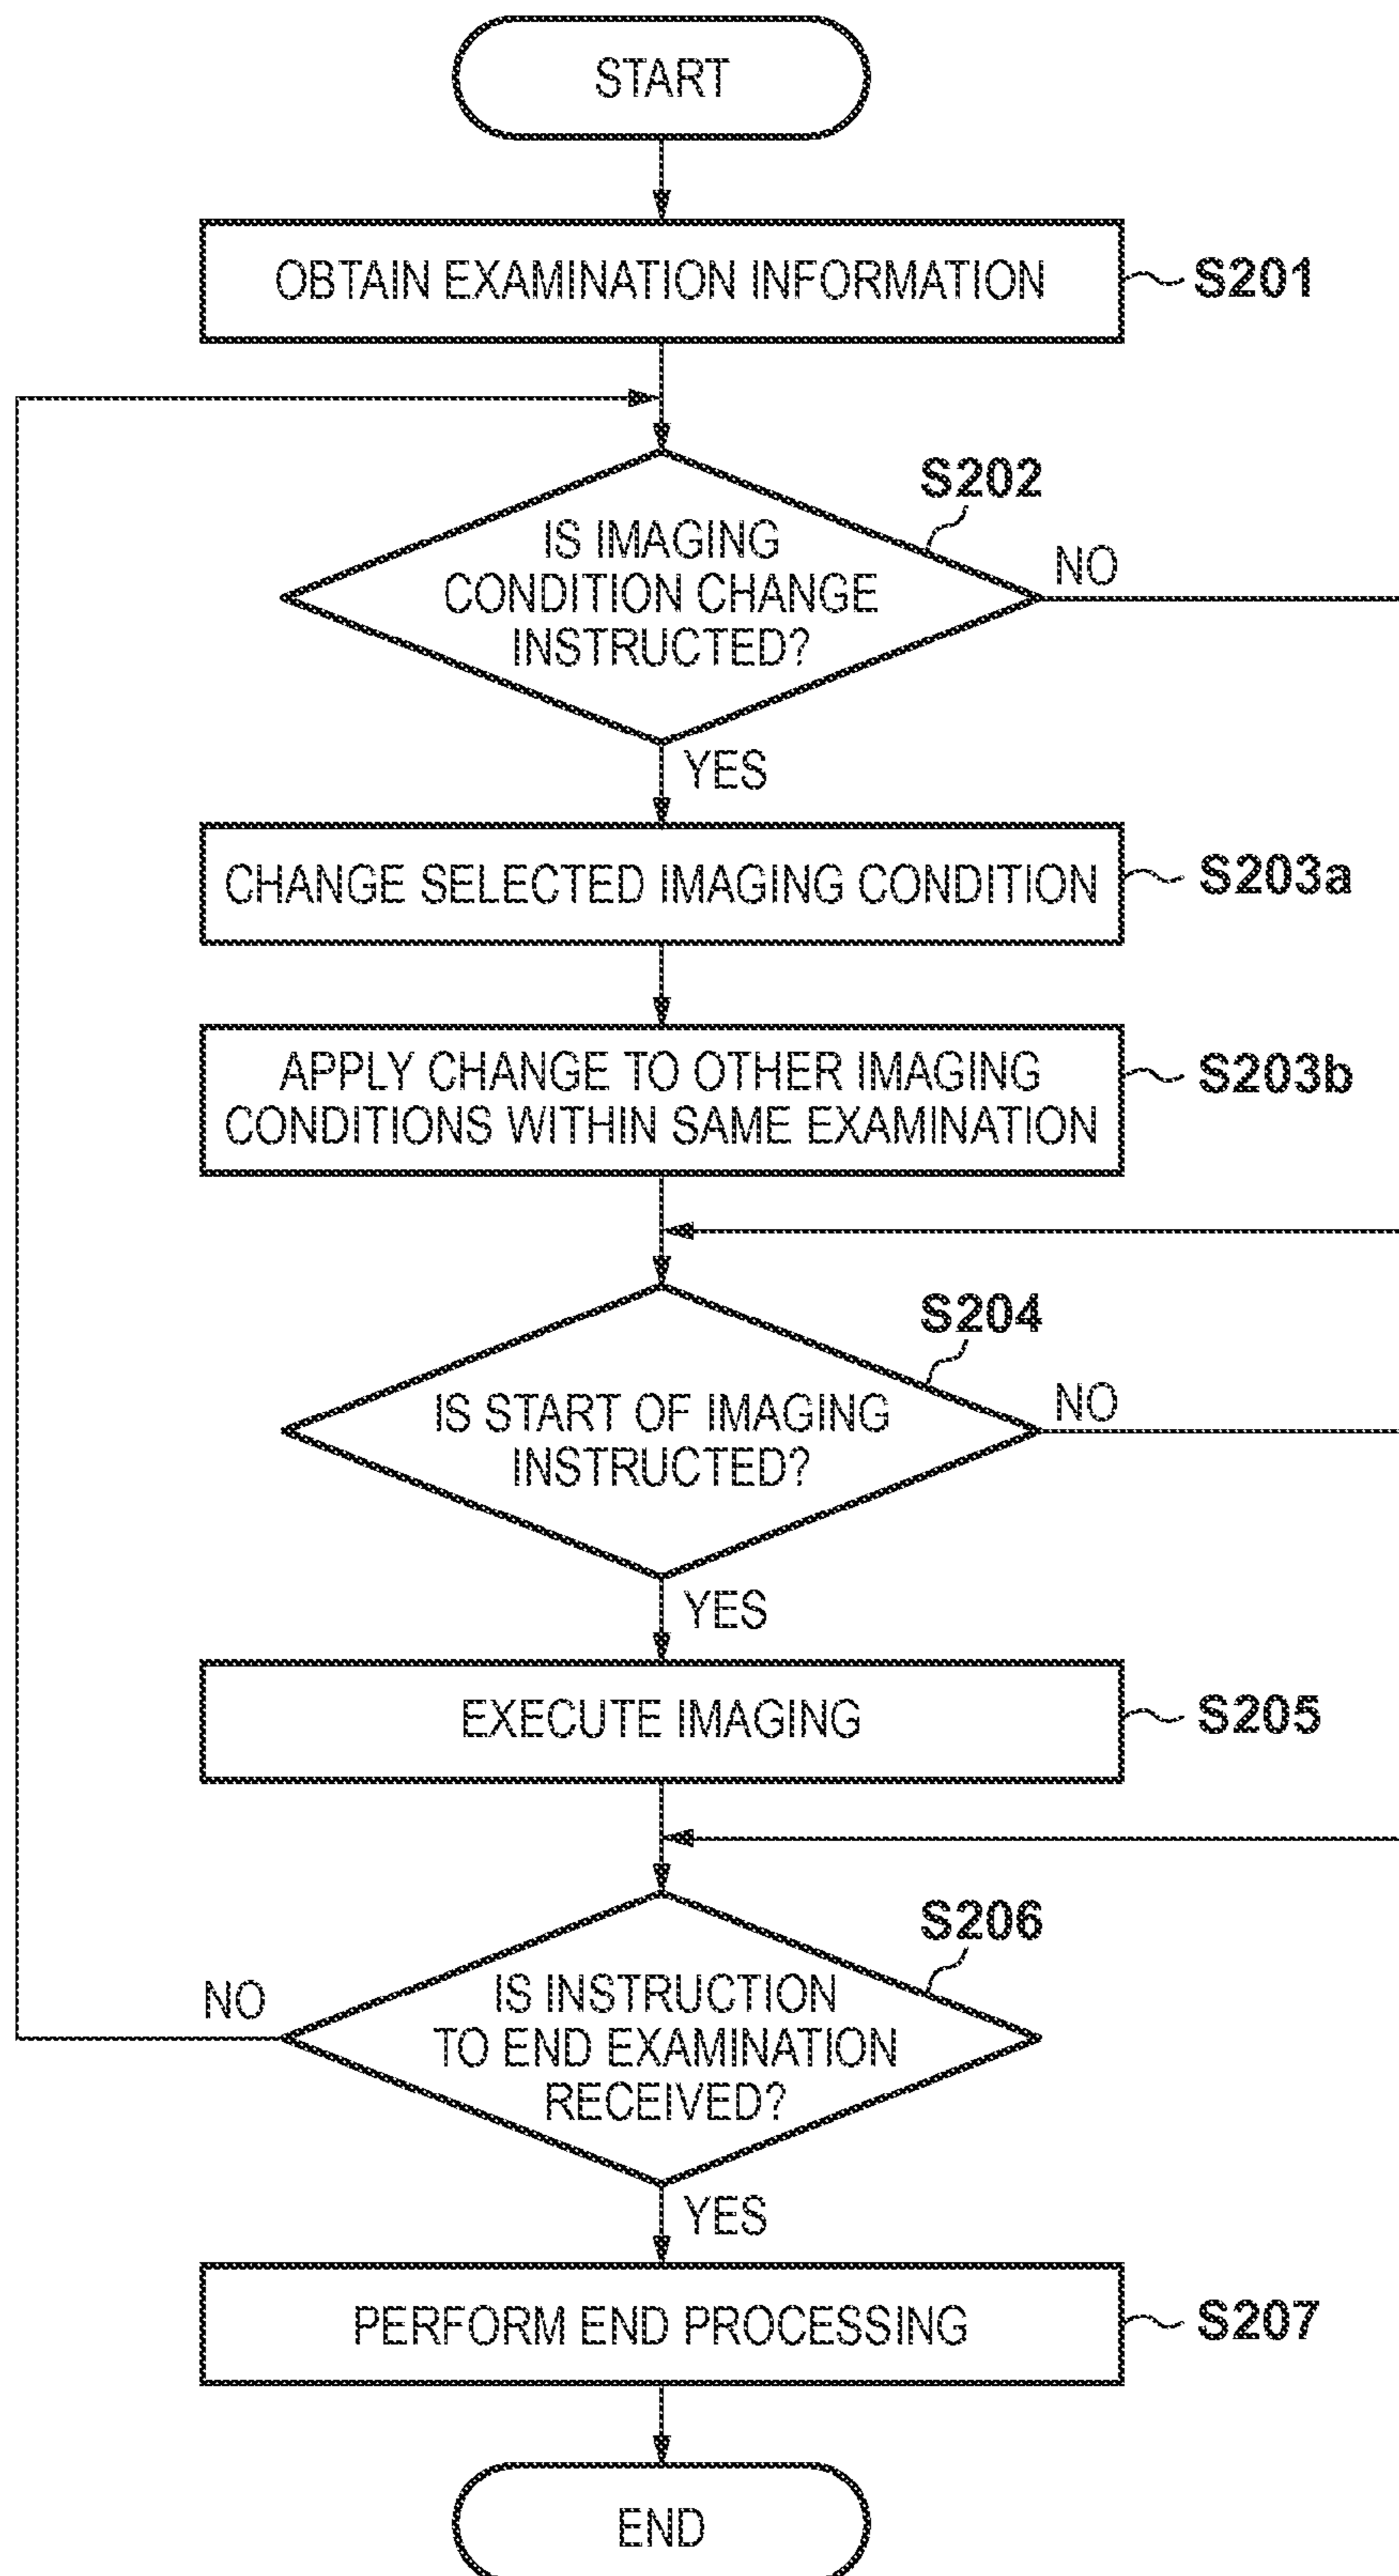 START
OBTAIN EXAMINATION INFORMATION
S201
S202
IS IMAGING
CONDITION CHANGE
INSTRUCTED?
NO
YES
CHANGE SELECTED IMAGING CONDITION
S203a
APPLY CHANGE TO OTHER IMAGING
CONDITIONS WITHIN SAME EXAMINATION
S203b
S204
IS START OF IMAGING
INSTRUCTED?
NO
YES
EXECUTE IMAGING
S205
S206
IS INSTRUCTION
TO END EXAMINATION
RECEIVED?
NO
YES
PERFORM END PROCESSING
S207
END